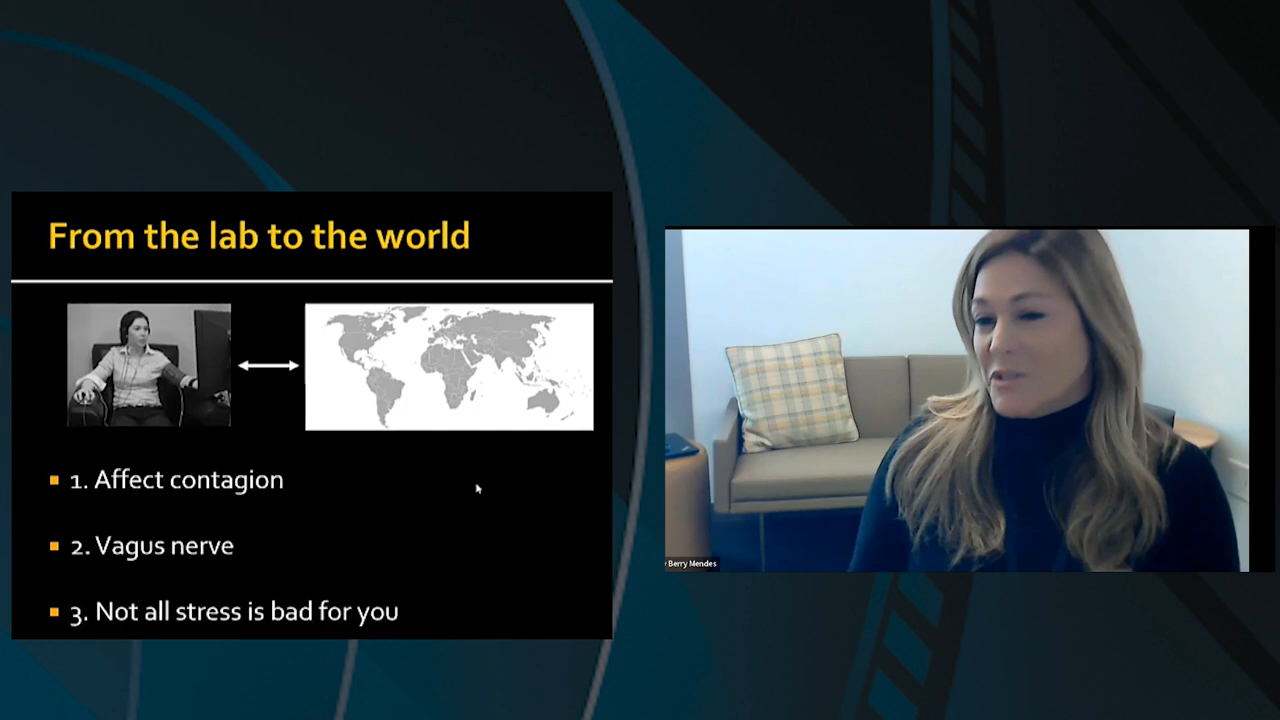 From the lab to the world
1. Affect contagion
2. Vagus nerve
3. Not all stress is bad for you
Berry Mendes